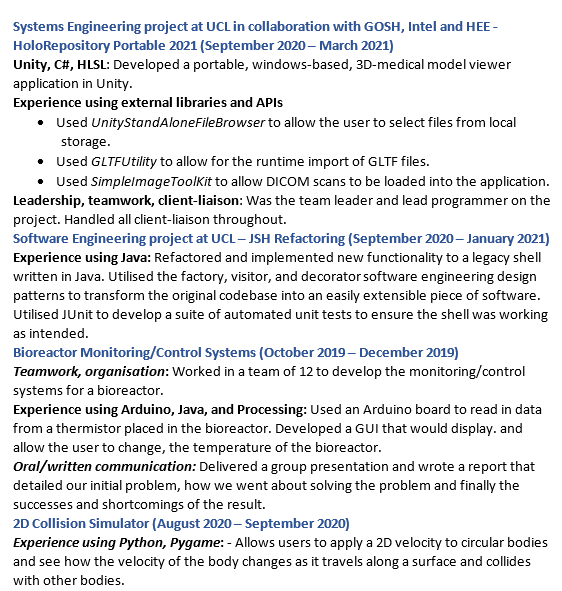 Systems Engineering project at UCL in collaboration with GOSH, Intel and HEE -
HoloRepository Portable 2021 (September 2020 – March 2021)
Unity, C#, HLSL: Developed a portable, windows-based, 3D-medical model viewer
application in Unity.
Experience using external libraries and APIs
• Used UnityStandAloneFileBrowser to allow the user to select files from local
storage.
• Used GLTFUtility to allow for the runtime import of GLTF files.
• Used SimpleImageToolKit to allow DICOM scans to be loaded into the application.
Leadership, teamwork, client-liaison: Was the team leader and lead programmer on the
project. Handled all client-liaison throughout.
Software Engineering project at UCL – JSH Refactoring (September 2020 – January 2021)
Experience using Java: Refactored and implemented new functionality to a legacy shell
written in Java. Utilised the factory, visitor, and decorator software engineering design
patterns to transform the original codebase into an easily extensible piece of software.
Utilised JUnit to develop a suite of automated unit tests to ensure the shell was working
as intended.
Bioreactor Monitoring/Control Systems (October 2019 – December 2019)
Teamwork, organisation: Worked in a team of 12 to develop the monitoring/control
systems for a bioreactor.
Experience using Arduino, Java, and Processing: Used an Arduino board to read in data
from a thermistor placed in the bioreactor. Developed a GUI that would display. and
allow the user to change, the temperature of the bioreactor.
Oral/written communication: Delivered a group presentation and wrote a report that
detailed our initial problem, how we went about solving the problem and finally the
successes and shortcomings of the result.
2D Collision Simulator (August 2020 – September 2020)
Experience using Python, Pygame: - Allows users to apply a 2D velocity to circular bodies
and see how the velocity of the body changes as it travels along a surface and collides
with other bodies.